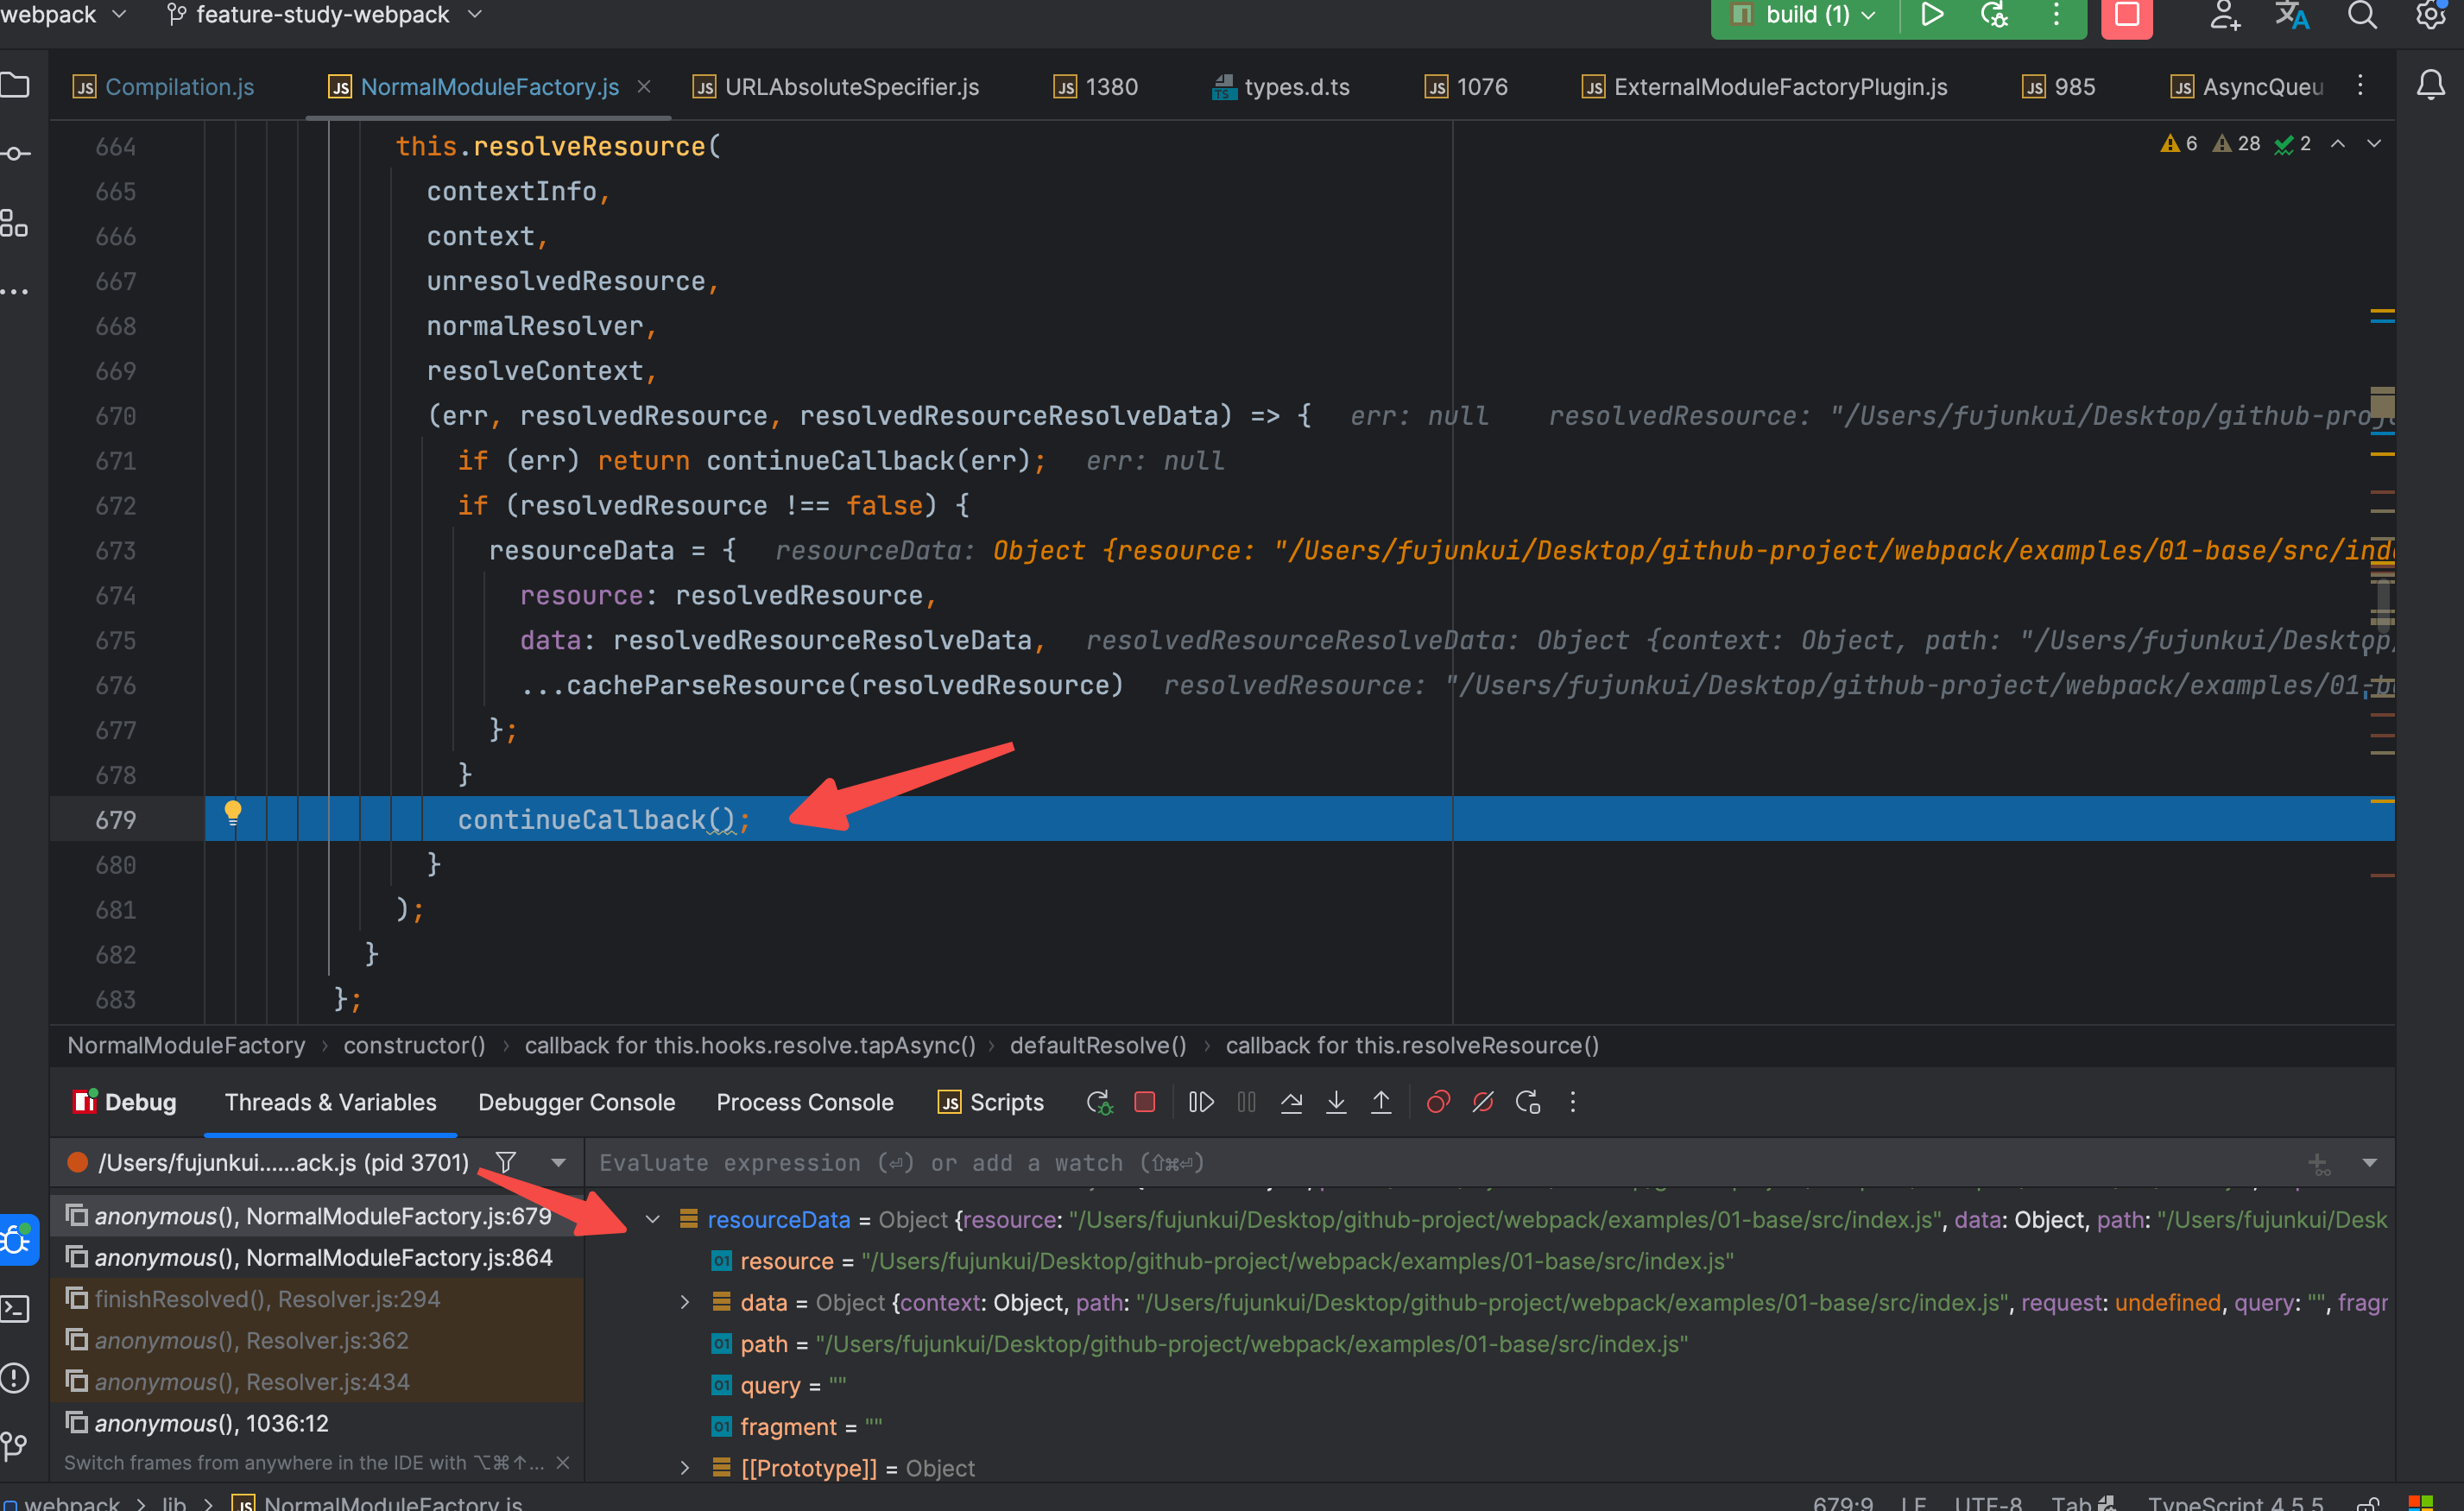 webpack feature-study-webpack build (1)
Compilation.js NormalModuleFactory.js URLAbsoluteSpecifier.js 1380 types.d.ts 1076 ExternalModuleFactoryPlugin.js 985 AsyncQueu
6 28 2
664 this.resolveResource(
665 contextInfo,
666 context,
667 unresolvedResource,
668 normalResolver,
669 resolveContext,
670 (err, resolvedResource, resolvedResourceResolveData) => { err: null resolvedResource: "/Users/fujunkui/Desktop/github-proje
671 if (err) return continueCallback(err); err: null
672 if (resolvedResource !== false) {
673 resourceData = { resourceData: Object {resource: "/Users/fujunkui/Desktop/github-project/webpack/examples/01-base/src/inde
674 resource: resolvedResource,
675 data: resolvedResourceResolveData, resolvedResourceResolveData: Object {context: Object, path: "/Users/fujunkui/Desktop/
676 ...cacheParseResource(resolvedResource) resolvedResource: "/Users/fujunkui/Desktop/github-project/webpack/examples/01-b
677 };
678 }
679 continueCallback();
680 }
681 );
682 }
683 };
NormalModuleFactory › constructor() › callback for this.hooks.resolve.tapAsync() › defaultResolve() › callback for this.resolveResource()
Debug Threads & Variables Debugger Console Process Console Scripts
/Users/fujunkui......ack.js (pid 3701) Evaluate expression (⏎) or add a watch (⇧⌘⏎)
anonymous(), NormalModuleFactory.js:679
anonymous(), NormalModuleFactory.js:864
finishResolved(), Resolver.js:294
anonymous(), Resolver.js:362
anonymous(), Resolver.js:434
anonymous(), 1036:12
Switch frames from anywhere in the IDE with ⌥⌘↑...
resourceData = Object {resource: "/Users/fujunkui/Desktop/github-project/webpack/examples/01-base/src/index.js", data: Object, path: "/Users/fujunkui/Desk
resource = "/Users/fujunkui/Desktop/github-project/webpack/examples/01-base/src/index.js"
data = Object {context: Object, path: "/Users/fujunkui/Desktop/github-project/webpack/examples/01-base/src/index.js", request: undefined, query: "", fragr
path = "/Users/fujunkui/Desktop/github-project/webpack/examples/01-base/src/index.js"
query = ""
fragment = ""
[[Prototype]] = Object
webpack › lib › NormalModuleFactory.js 679:9 LF UTF-8 Tab TypeScript 4.5.5